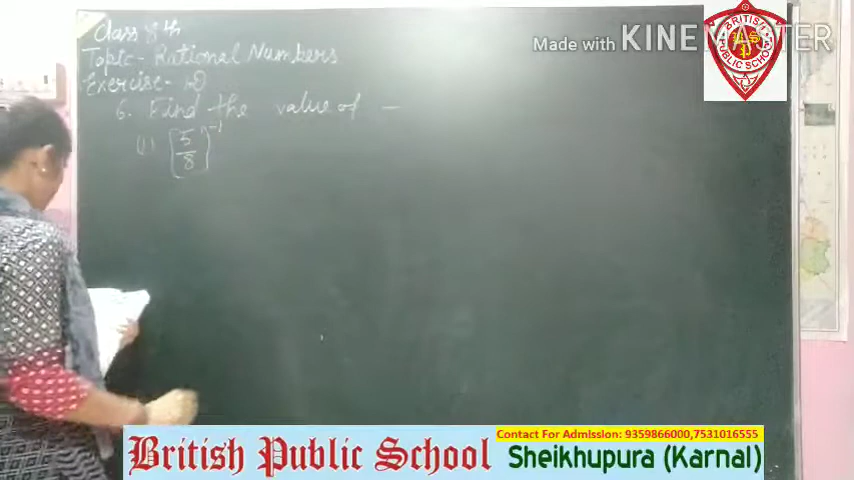 Class 8th
Topic - Rational Numbers
Exercise - 1D
6. Find the value of -
(i) [5/8]^-1
Made with KINEMASTER
BRITISH
PUBLIC SCHOOL
British Public School
Contact For Admission: 9359866000,7531016555
Sheikhupura (Karnal)